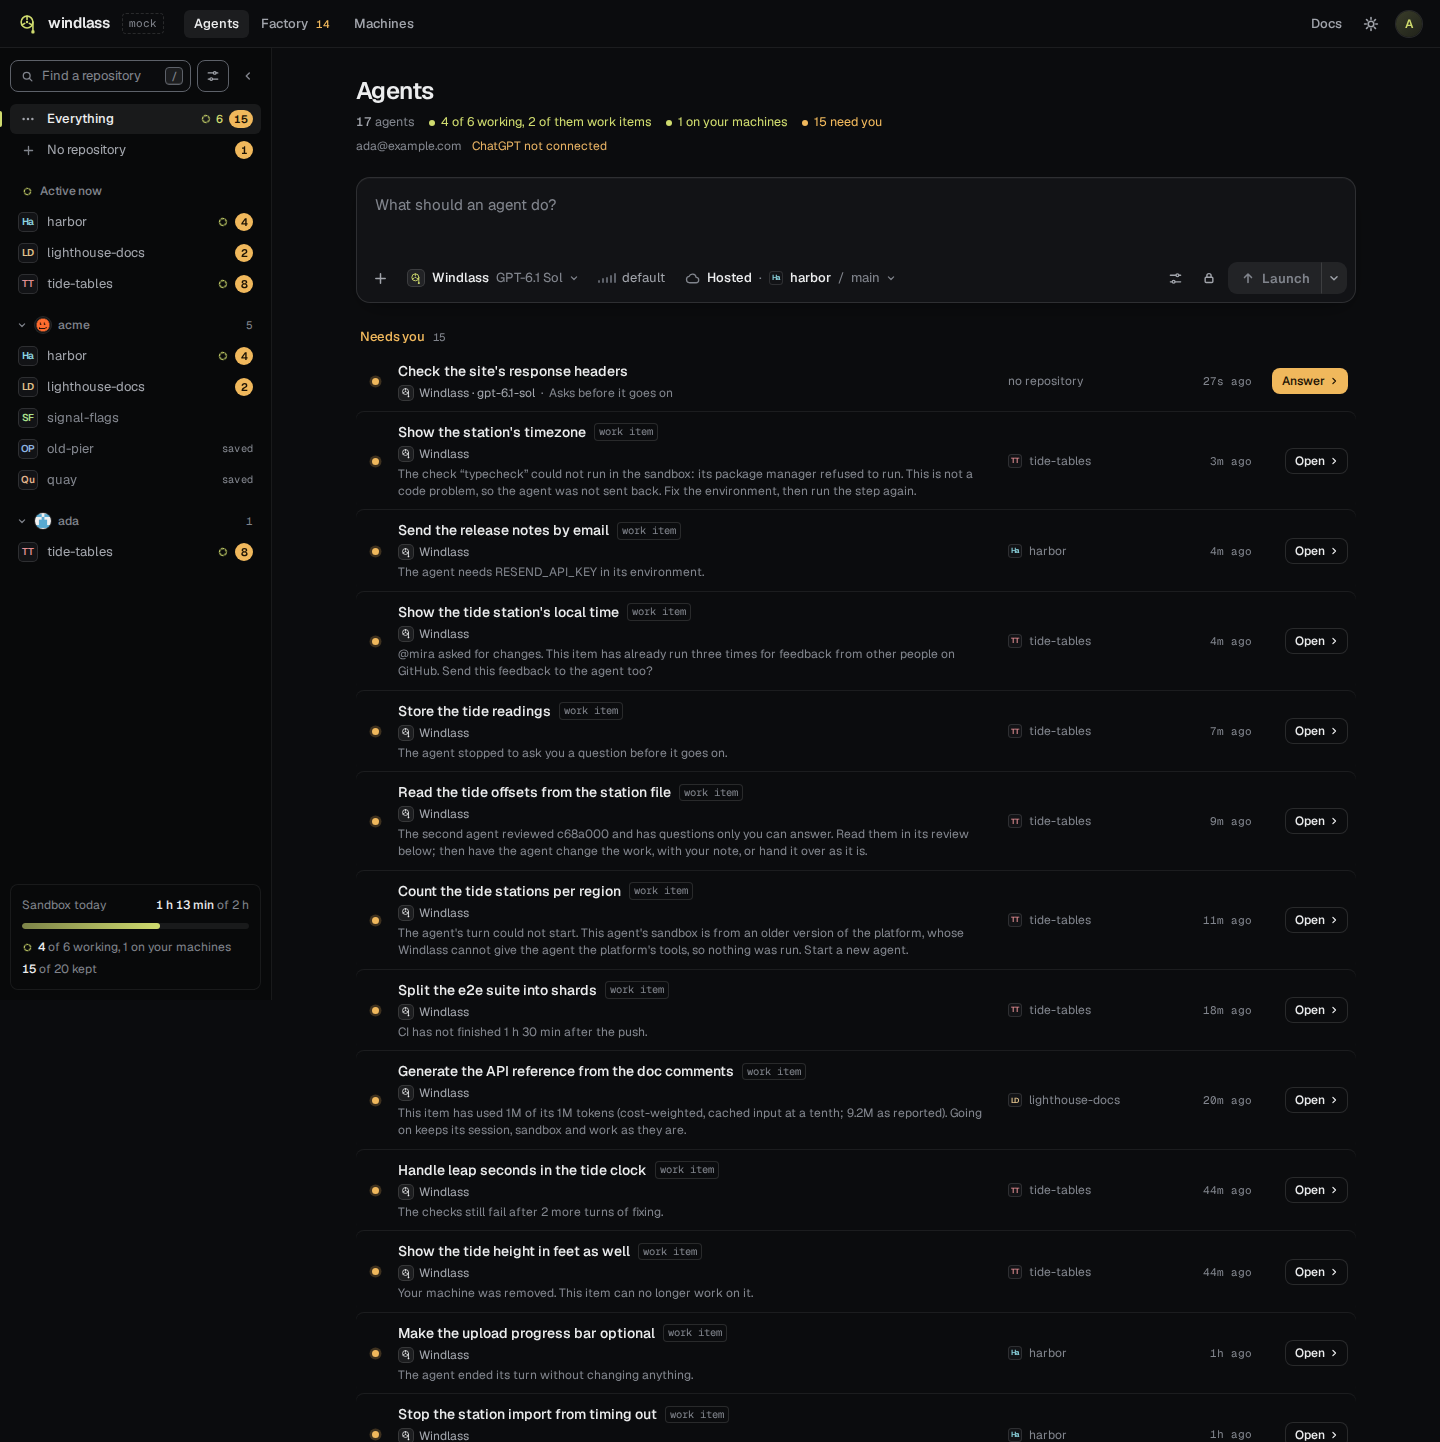 windlass mock Agents Factory 14 Machines Docs A
Find a repository /
Everything 6 15
No repository 1
Active now
Ha harbor 4
LD lighthouse-docs 2
TT tide-tables 8
acme 5
Ha harbor 4
LD lighthouse-docs 2
SF signal-flags
OP old-pier saved
Qu quay saved
ada 1
TT tide-tables 8
Sandbox today 1 h 13 min of 2 h
4 of 6 working, 1 on your machines
15 of 20 kept
Agents
17 agents 4 of 6 working, 2 of them work items 1 on your machines 15 need you
ada@example.com ChatGPT not connected
What should an agent do?
Windlass GPT-6.1 Sol default Hosted · Ha harbor / main Launch
Needs you 15
Check the site's response headers
Windlass · gpt-6.1-sol · Asks before it goes on
no repository 27s ago Answer
Show the station's timezone work item
Windlass
The check “typecheck” could not run in the sandbox: its package manager refused to run. This is not a
code problem, so the agent was not sent back. Fix the environment, then run the step again.
TT tide-tables 3m ago Open
Send the release notes by email work item
Windlass
The agent needs RESEND_API_KEY in its environment.
Ha harbor 4m ago Open
Show the tide station's local time work item
Windlass
@mira asked for changes. This item has already run three times for feedback from other people on
GitHub. Send this feedback to the agent too?
TT tide-tables 4m ago Open
Store the tide readings work item
Windlass
The agent stopped to ask you a question before it goes on.
TT tide-tables 7m ago Open
Read the tide offsets from the station file work item
Windlass
The second agent reviewed c68a000 and has questions only you can answer. Read them in its review
below; then have the agent change the work, with your note, or hand it over as it is.
TT tide-tables 9m ago Open
Count the tide stations per region work item
Windlass
The agent's turn could not start. This agent's sandbox is from an older version of the platform, whose
Windlass cannot give the agent the platform's tools, so nothing was run. Start a new agent.
TT tide-tables 11m ago Open
Split the e2e suite into shards work item
Windlass
CI has not finished 1 h 30 min after the push.
TT tide-tables 18m ago Open
Generate the API reference from the doc comments work item
Windlass
This item has used 1M of its 1M tokens (cost-weighted, cached input at a tenth; 9.2M as reported). Going
on keeps its session, sandbox and work as they are.
LD lighthouse-docs 20m ago Open
Handle leap seconds in the tide clock work item
Windlass
The checks still fail after 2 more turns of fixing.
TT tide-tables 44m ago Open
Show the tide height in feet as well work item
Windlass
Your machine was removed. This item can no longer work on it.
TT tide-tables 44m ago Open
Make the upload progress bar optional work item
Windlass
The agent ended its turn without changing anything.
Ha harbor 1h ago Open
Stop the station import from timing out work item
Windlass
Ha harbor 1h ago Open